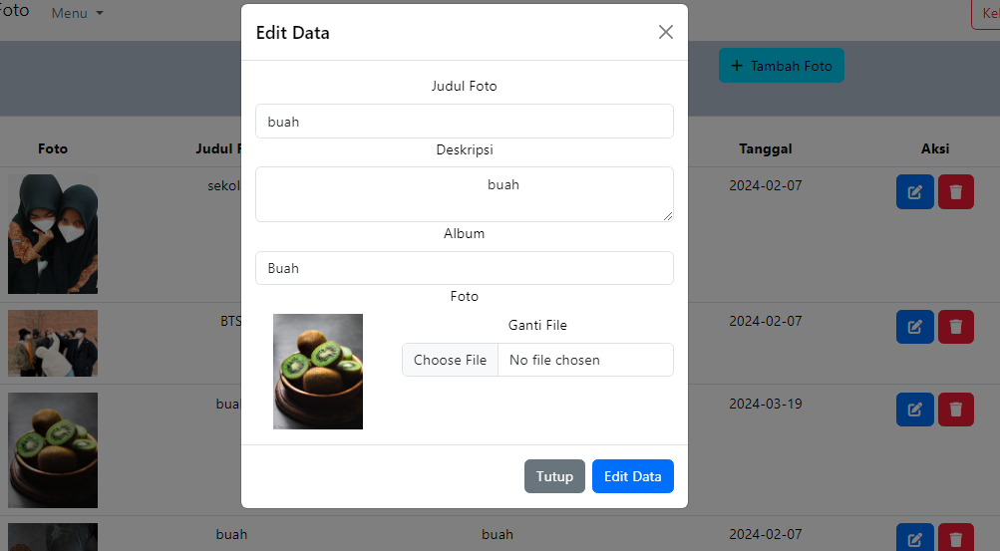 Foto Menu
Edit Data
Tambah Foto
Judul Foto
buah
Deskripsi
buah
Album
Buah
Foto
Ganti File
Choose File No file chosen
Tutup Edit Data
Foto Judul F Tanggal Aksi
sekol 2024-02-07
BTS 2024-02-07
bua 2024-03-19
buah buah 2024-02-07